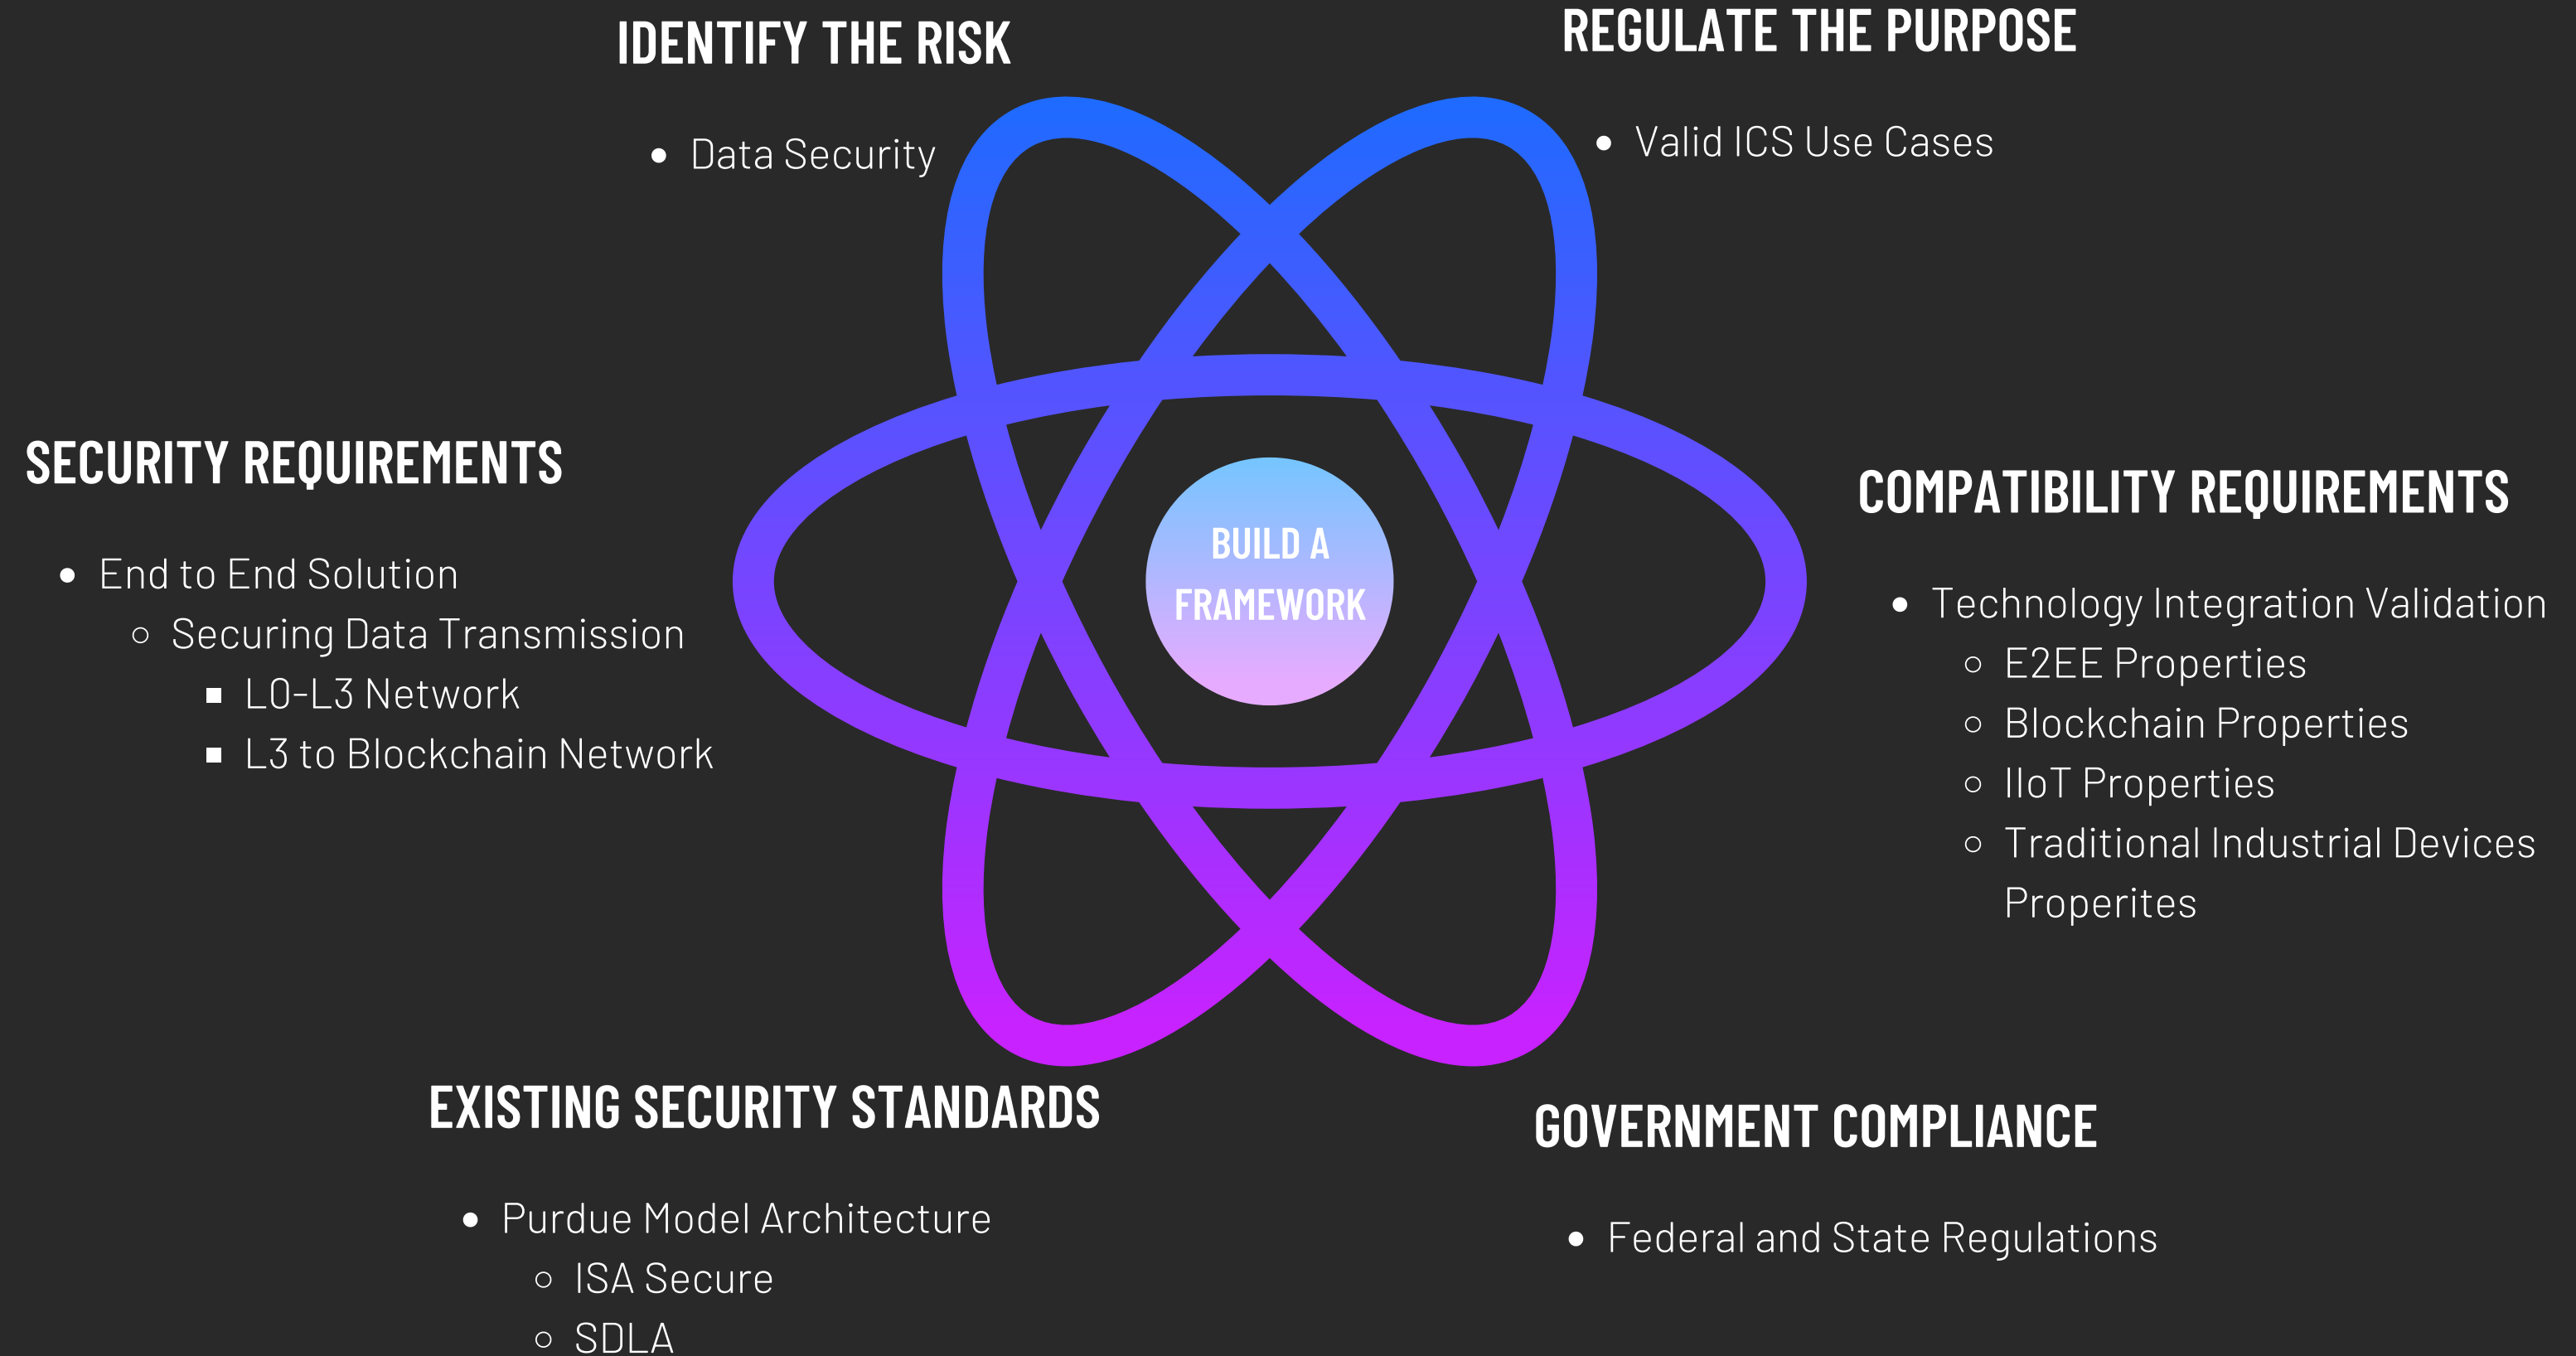 IDENTIFY THE RISK
• Data Security
REGULATE THE PURPOSE
• Valid ICS Use Cases
SECURITY REQUIREMENTS
• End to End Solution
○ Securing Data Transmission
■ L0-L3 Network
■ L3 to Blockchain Network
BUILD A
FRAMEWORK
COMPATIBILITY REQUIREMENTS
• Technology Integration Validation
○ E2EE Properties
○ Blockchain Properties
○ IIoT Properties
○ Traditional Industrial Devices
Properites
EXISTING SECURITY STANDARDS
• Purdue Model Architecture
○ ISA Secure
○ SDLA
GOVERNMENT COMPLIANCE
• Federal and State Regulations